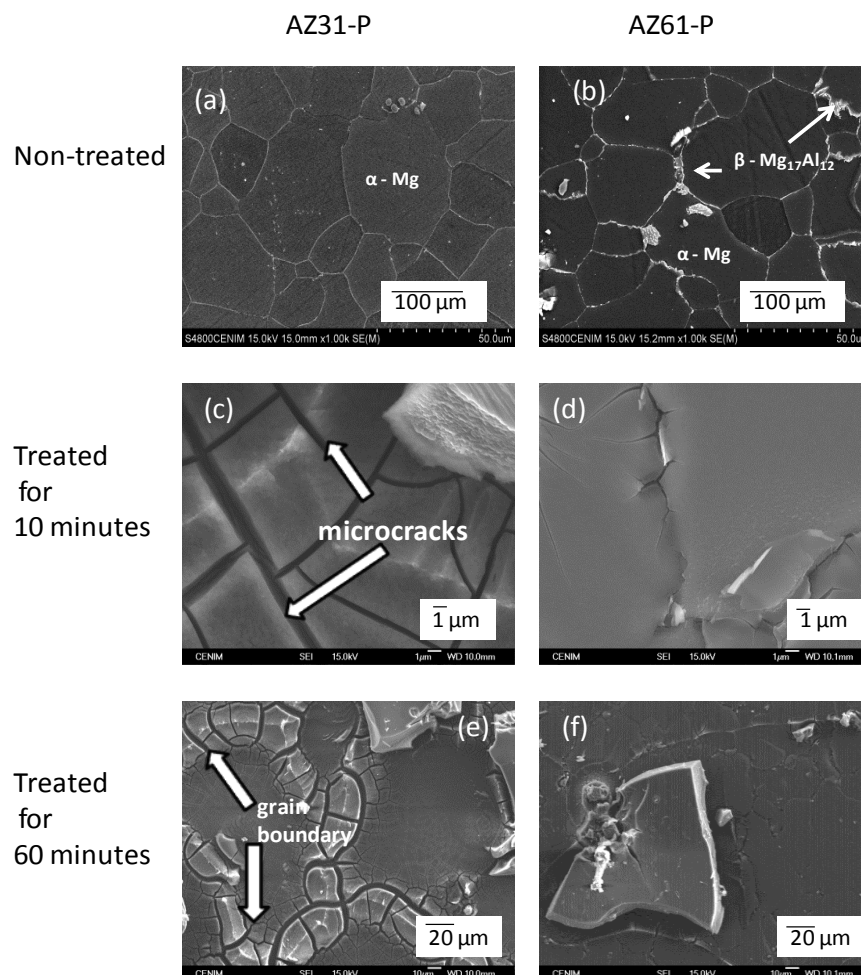 AZ31-P
AZ61-P
Non-treated
(a)
α - Mg
100 µm
S4800CENIM 15.0kV 15.0mm x1.00k SE(M)
50.0u
(b)
β - Mg₁₇Al₁₂
α - Mg
100 µm
S4800CENIM 15.0kV 15.2mm x1.00k SE(M)
50.0u
Treated
for
10 minutes
(c)
microcracks
1 µm
CENIM SEI 15.0kV 1µm WD 10.0mm
(d)
1 µm
CENIM SEI 15.0kV 1µm WD 10.1mm
Treated
for
60 minutes
(e)
grain
boundary
20 µm
CENIM SEI 15.0kV 10µm WD 10.0mm
(f)
20 µm
CENIM SEI 15.0kV 10µm WD 10.1mm